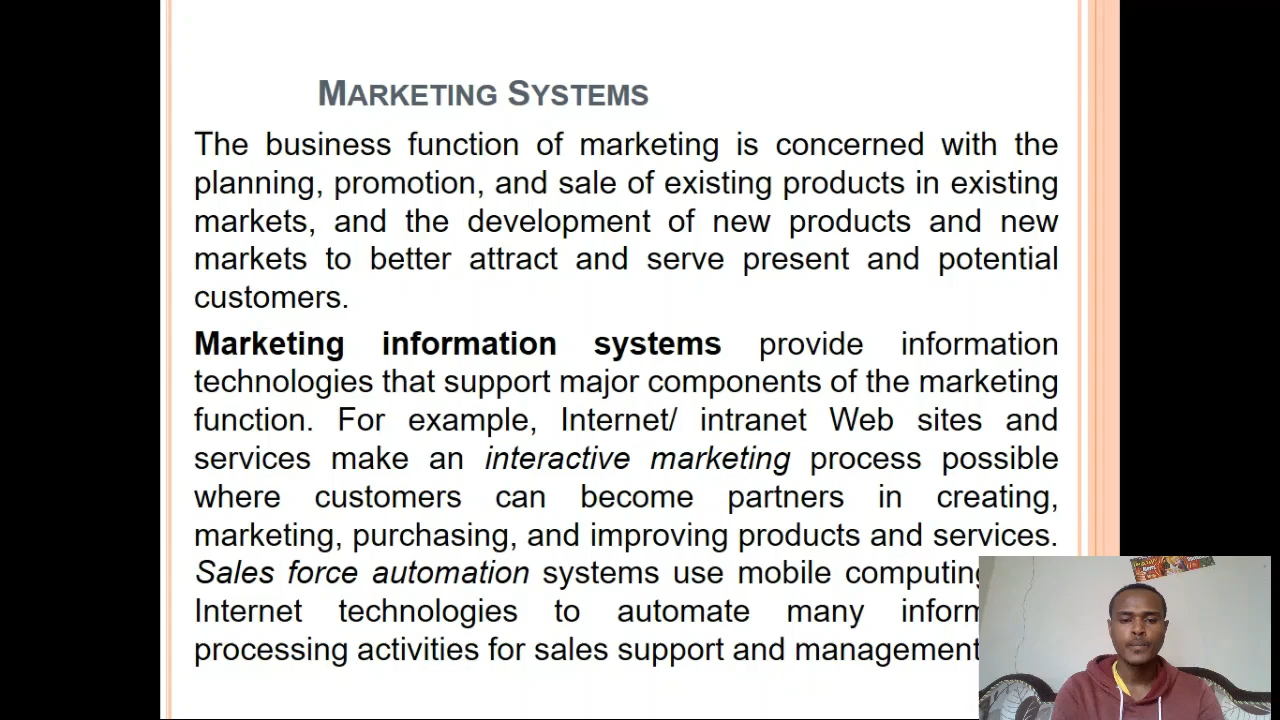 MARKETING SYSTEMS
The business function of marketing is concerned with the
planning, promotion, and sale of existing products in existing
markets, and the development of new products and new
markets to better attract and serve present and potential
customers.
Marketing information systems provide information
technologies that support major components of the marketing
function. For example, Internet/ intranet Web sites and
services make an interactive marketing process possible
where customers can become partners in creating,
marketing, purchasing, and improving products and services.
Sales force automation systems use mobile computing
Internet technologies to automate many inform
processing activities for sales support and management